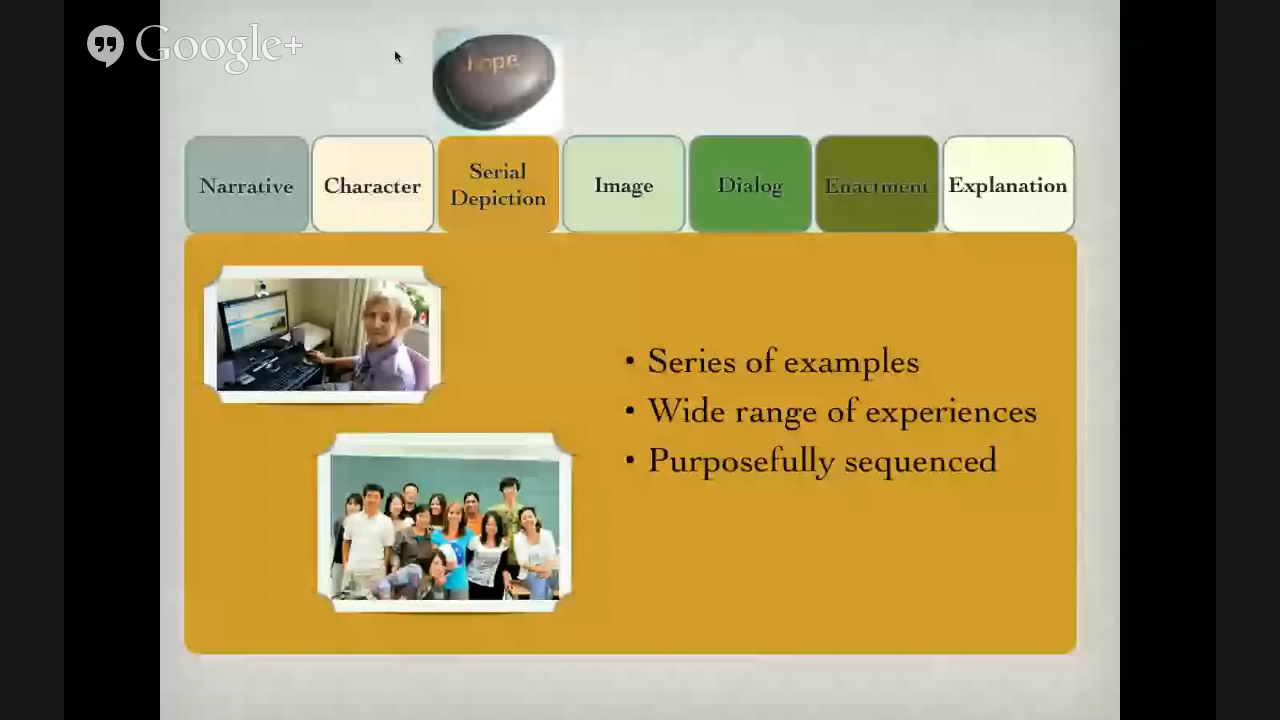 Google+
hope
Narrative
Character
Serial
Depiction
Image
Dialog
Enactment
Explanation
• Series of examples
• Wide range of experiences
• Purposefully sequenced